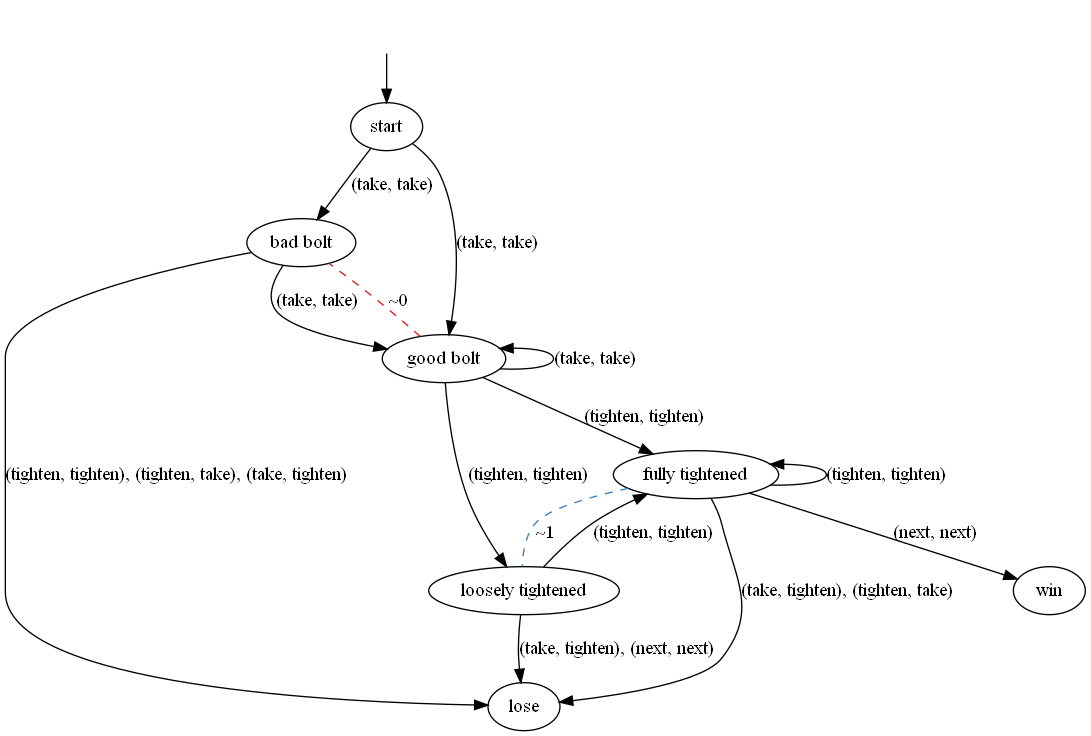 start
(take, take)
bad bolt
(take, take)
(take, take)
~0
good bolt
(take, take)
(tighten, tighten)
(tighten, tighten), (tighten, take), (take, tighten)
(tighten, tighten)
fully tightened
(tighten, tighten)
~1
(tighten, tighten)
(next, next)
loosely tightened
(take, tighten), (tighten, take)
win
(take, tighten), (next, next)
lose